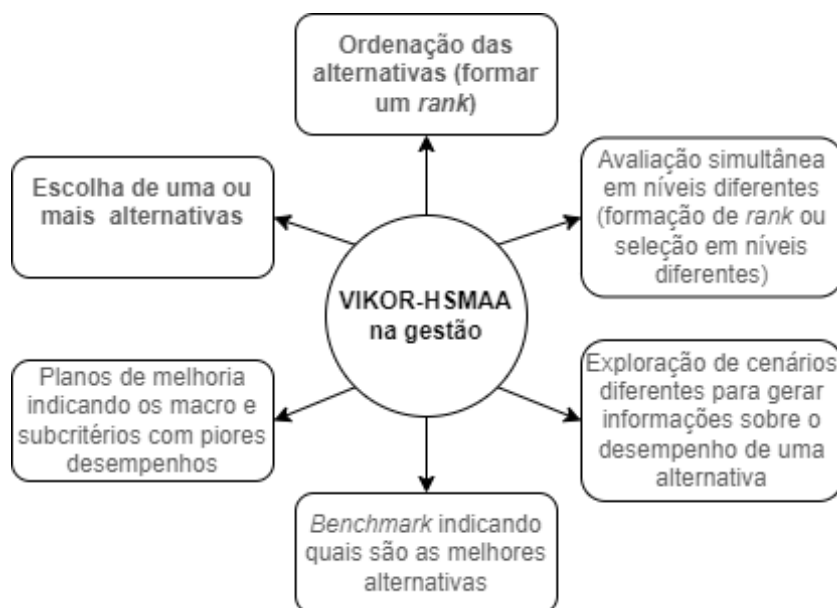 Ordenação das
alternativas (formar
um rank)
Escolha de uma ou
mais alternativas
Avaliação simultânea
em níveis diferentes
(formação de rank ou
seleção em níveis
diferentes)
VIKOR-HSMAA
na gestão
Planos de melhoria
indicando os macro e
subcritérios com piores
desempenhos
Exploração de cenários
diferentes para gerar
informações sobre o
desempenho de uma
alternativa
Benchmark indicando
quais são as melhores
alternativas